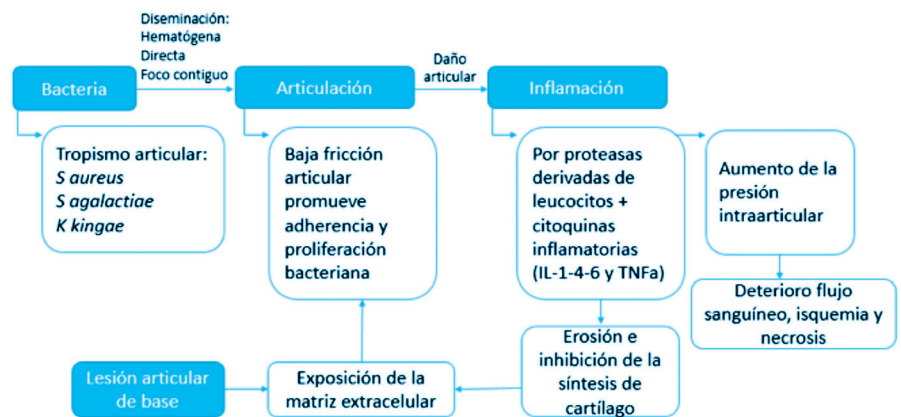 Diseminación:
Hematógena
Directa
Foco contiguo
Daño
articular
Bacteria
Articulación
Inflamación
Tropismo articular:
S aureus
S agalactiae
K kingae
Baja fricción
articular
promueve
adherencia y
proliferación
bacteriana
Por proteasas
derivadas de
leucocitos +
citoquinas
inflamatorias
(IL-1-4-6 y TNFa)
Aumento de la
presión
intraarticular
Deterioro flujo
sanguíneo, isquemia y
necrosis
Lesión articular
de base
Exposición de la
matriz extracelular
Erosión e
inhibición de la
síntesis de
cartílago